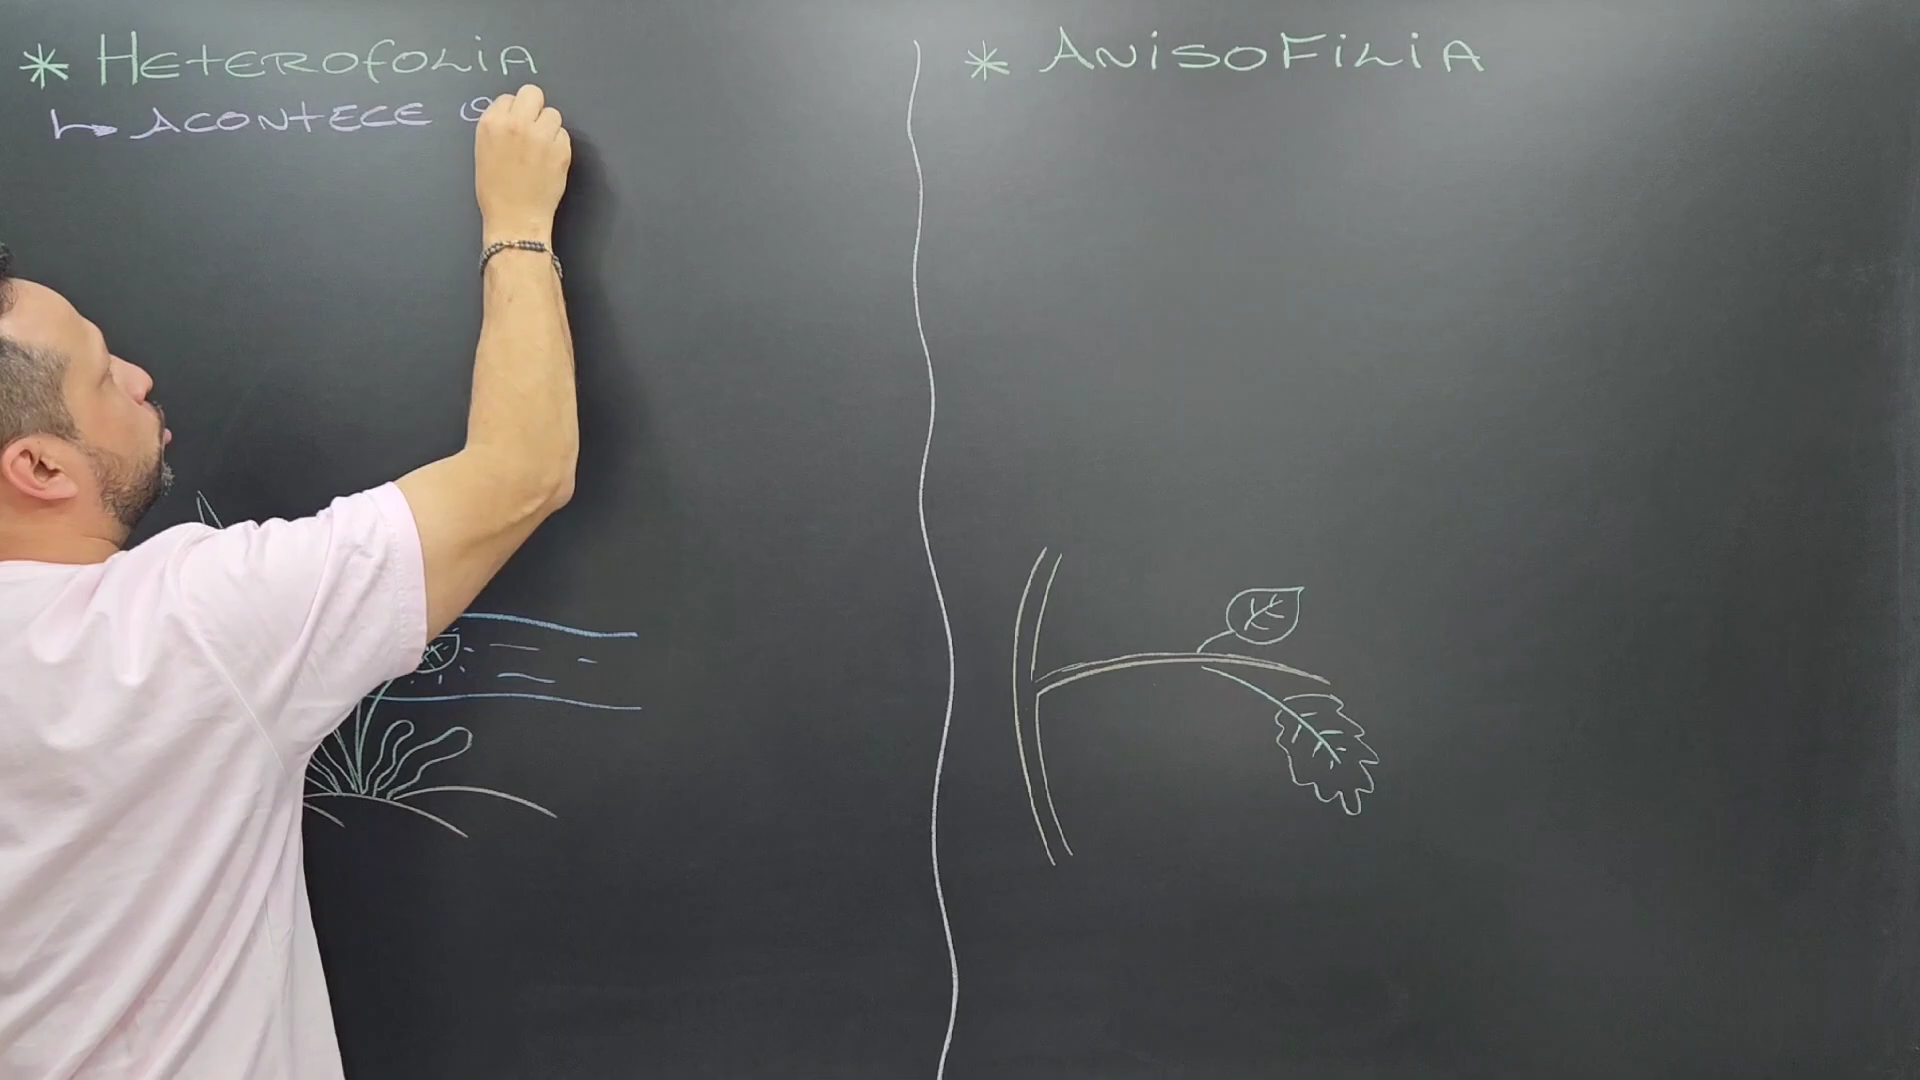 * HETEROFOLIA
↳ ACONTECE
* ANISOFILIA